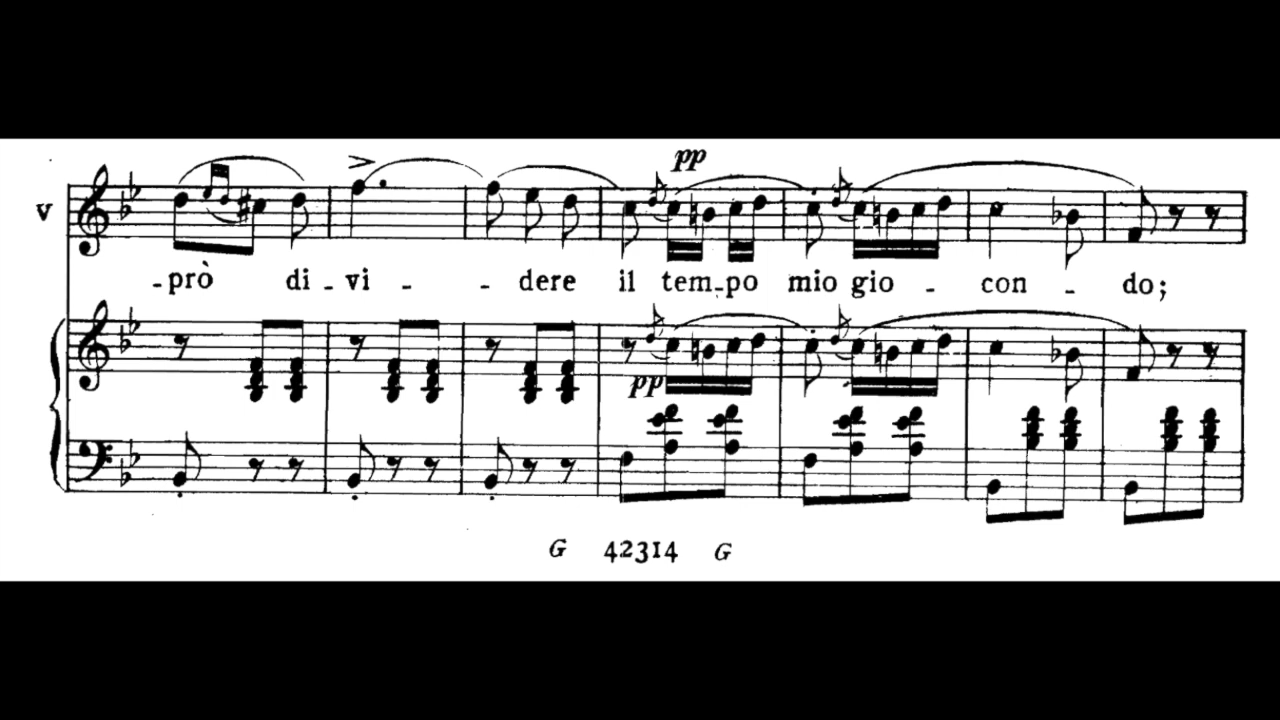 pp
V
-prò di - vi - - dere il tem-po mio gio - con - do;
pp
G 42314 G